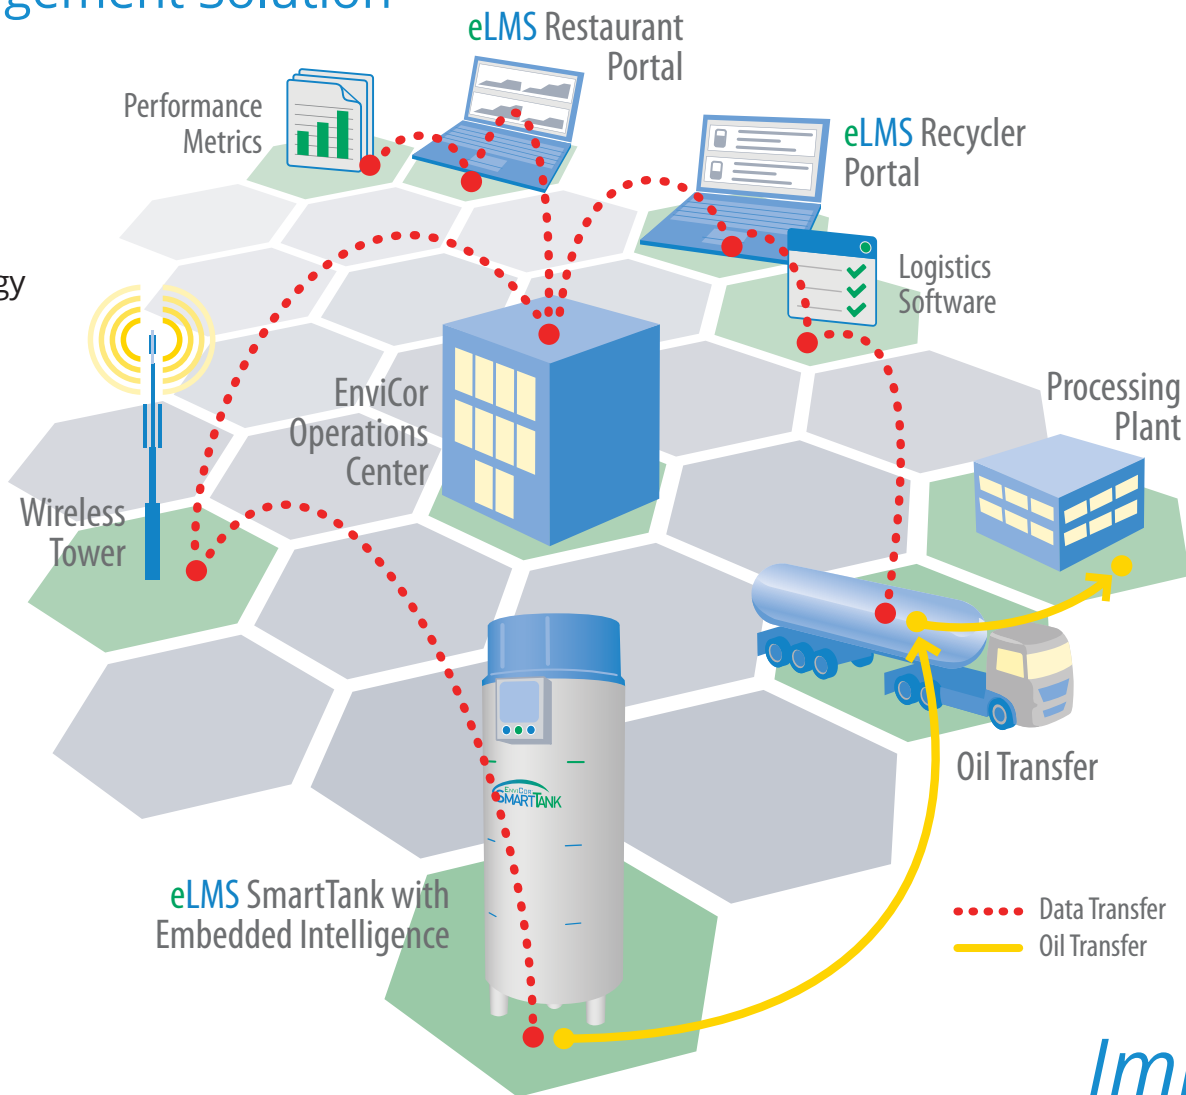 eLMS Restaurant
Portal
Performance
Metrics
eLMS Recycler
Portal
Logistics
Software
EnviCor
Operations
Center
Processing
Plant
Wireless
Tower
Oil Transfer
ENVICOR
SMARTTANK
eLMS SmartTank with
Embedded Intelligence
Data Transfer
Oil Transfer